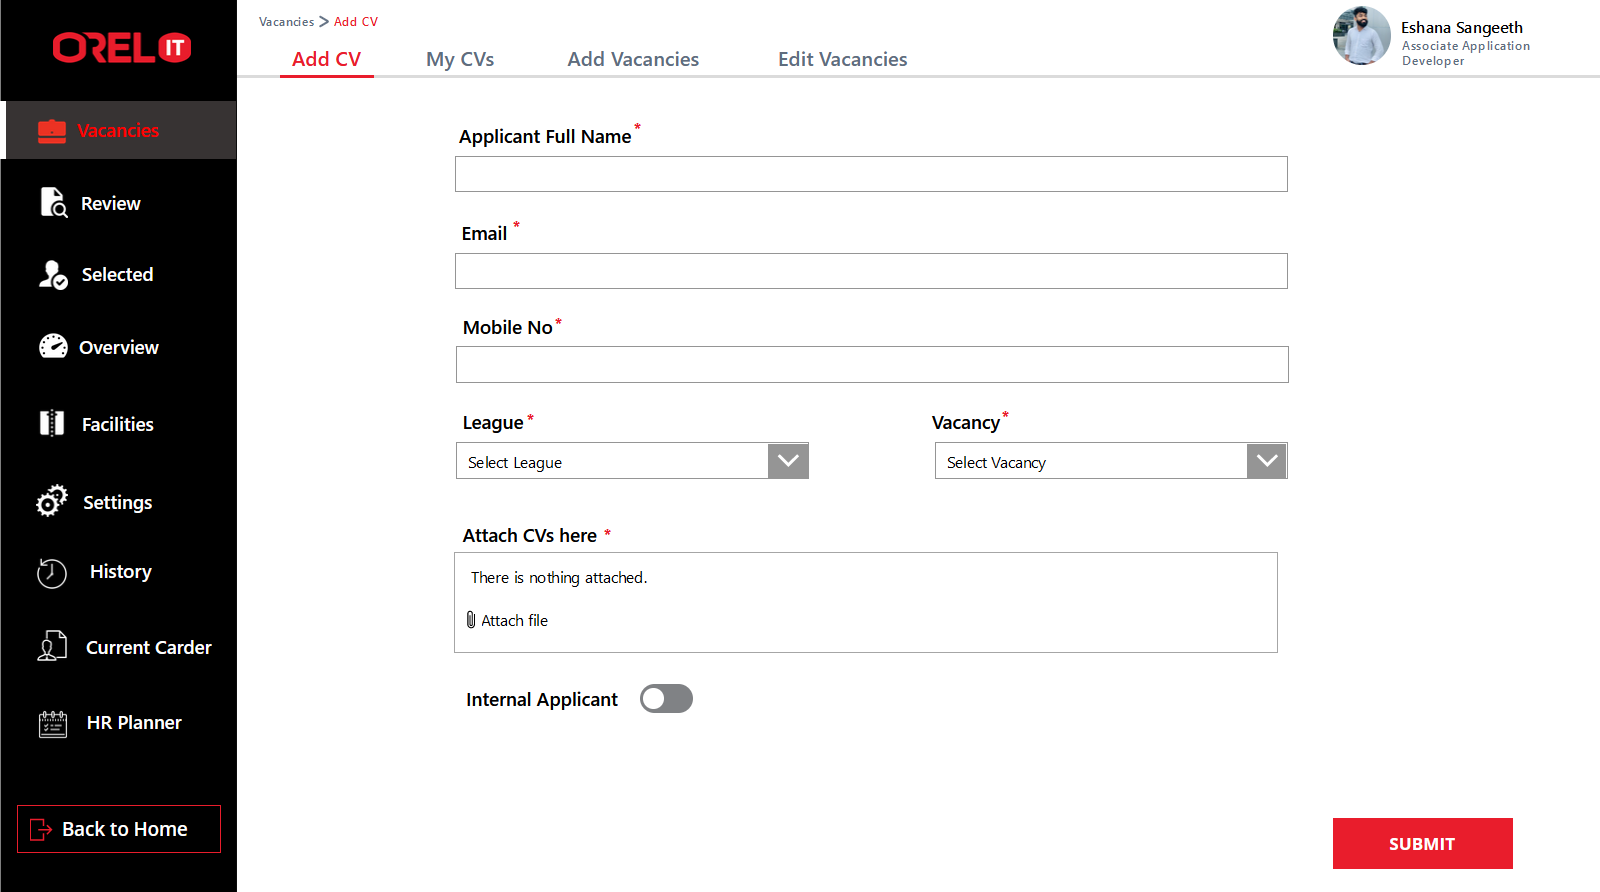 OREL IT
Vacancies > Add CV
Add CV
My CVs
Add Vacancies
Edit Vacancies
Eshana Sangeeth
Associate Application
Developer
Vacancies
Review
Selected
Overview
Facilities
Settings
History
Current Carder
HR Planner
Back to Home
Applicant Full Name *
Email *
Mobile No *
League *
Vacancy *
Select League
Select Vacancy
Attach CVs here *
There is nothing attached.
Attach file
Internal Applicant
SUBMIT